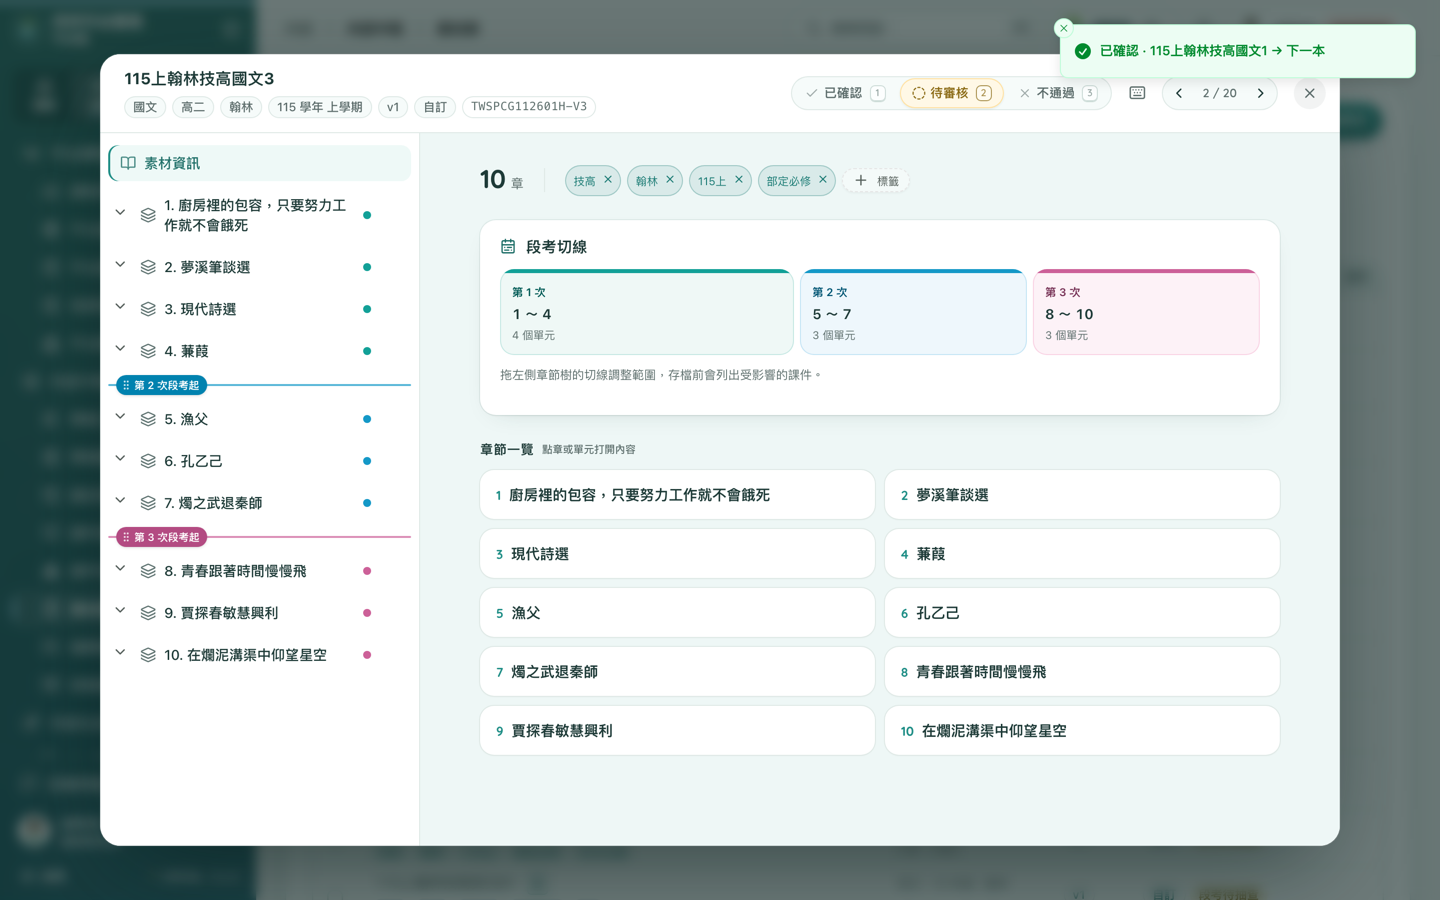 已確認 · 115上翰林技高國文1 → 下一本
115上翰林技高國文3
國文 高二 翰林 115 學年 上學期 v1 自訂 TWSPCG112601H-V3
已確認 1 待審核 2 不通過 3
2 / 20
素材資訊
1. 廚房裡的包容，只要努力工
作就不會餓死
2. 夢溪筆談選
3. 現代詩選
4. 蒹葭
第 2 次段考起
5. 漁父
6. 孔乙己
7. 燭之武退秦師
第 3 次段考起
8. 青春跟著時間慢慢飛
9. 賈探春敏慧興利
10. 在爛泥溝渠中仰望星空
10 章 技高 翰林 115上 部定必修 標籤
段考切線
第 1 次
1 ～ 4
4 個單元
第 2 次
5 ～ 7
3 個單元
第 3 次
8 ～ 10
3 個單元
拖左側章節樹的切線調整範圍，存檔前會列出受影響的課件。
章節一覽 點章或單元打開內容
1 廚房裡的包容，只要努力工作就不會餓死
2 夢溪筆談選
3 現代詩選
4 蒹葭
5 漁父
6 孔乙己
7 燭之武退秦師
8 青春跟著時間慢慢飛
9 賈探春敏慧興利
10 在爛泥溝渠中仰望星空